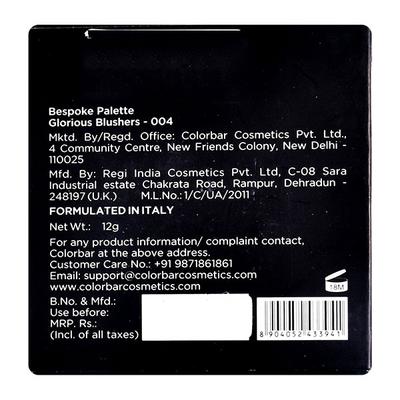 Bespoke Palette
Glorious Blushers - 004
Mktd. By/Regd. Office: Colorbar Cosmetics Pvt. Ltd.,
4 Community Centre, New Friends Colony, New Delhi -
110025
Mfd. By: Regi India Cosmetics Pvt. Ltd, C-08 Sara
Industrial estate Chakrata Road, Rampur, Dehradun -
248197 (U.K.) M.L.No.: 1/C/UA/2011
FORMULATED IN ITALY
Net Wt.: 12g
For any product information/ complaint contact,
Colorbar at the above address.
Customer Care No.: +91 9871861861
Email: support@colorbarcosmetics.com
www.colorbarcosmetics.com
B.No. & Mfd.:
Use before:
MRP. Rs.:
(Incl. of all taxes)
18M
8 904052 433941